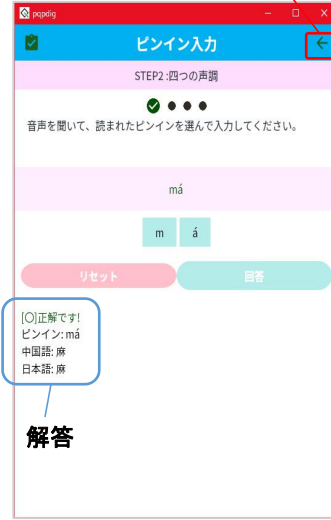 pqpdig
ピンイン入力
STEP2 :四つの声調
音声を聞いて、読まれたピンインを選んで入力してください。
má
m á
リセット 回答
[〇]正解です!
ピンイン: má
中国語: 麻
日本語: 麻
解答